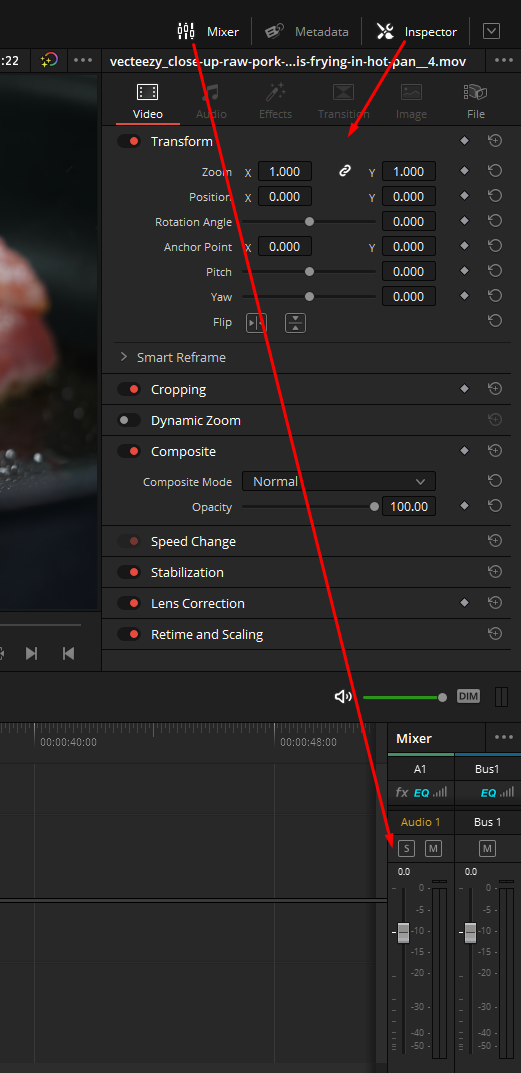 Mixer Metadata Inspector
:22 vecteezy_close-up-raw-pork-...is-frying-in-hot-pan__4.mov
Video Audio Effects Transition Image File
Transform
Zoom X 1.000 Y 1.000
Position X 0.000 Y 0.000
Rotation Angle 0.000
Anchor Point X 0.000 Y 0.000
Pitch 0.000
Yaw 0.000
Flip
Smart Reframe
Cropping
Dynamic Zoom
Composite
Composite Mode Normal
Opacity 100.00
Speed Change
Stabilization
Lens Correction
Retime and Scaling
DIM
00:00:40:00 00:00:48:00
Mixer
A1 Bus1
fx EQ EQ
Audio 1 Bus 1
S M M
0.0 0.0
0 0
-5 -5
-10 -10
-15 -15
-20 -20
-30 -30
-40 -40
-50 -50